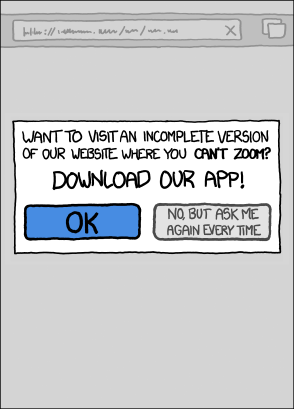 WANT TO VISIT AN INCOMPLETE VERSION
OF OUR WEBSITE WHERE YOU CAN'T ZOOM?
DOWNLOAD OUR APP!
OK
NO, BUT ASK ME
AGAIN EVERY TIME